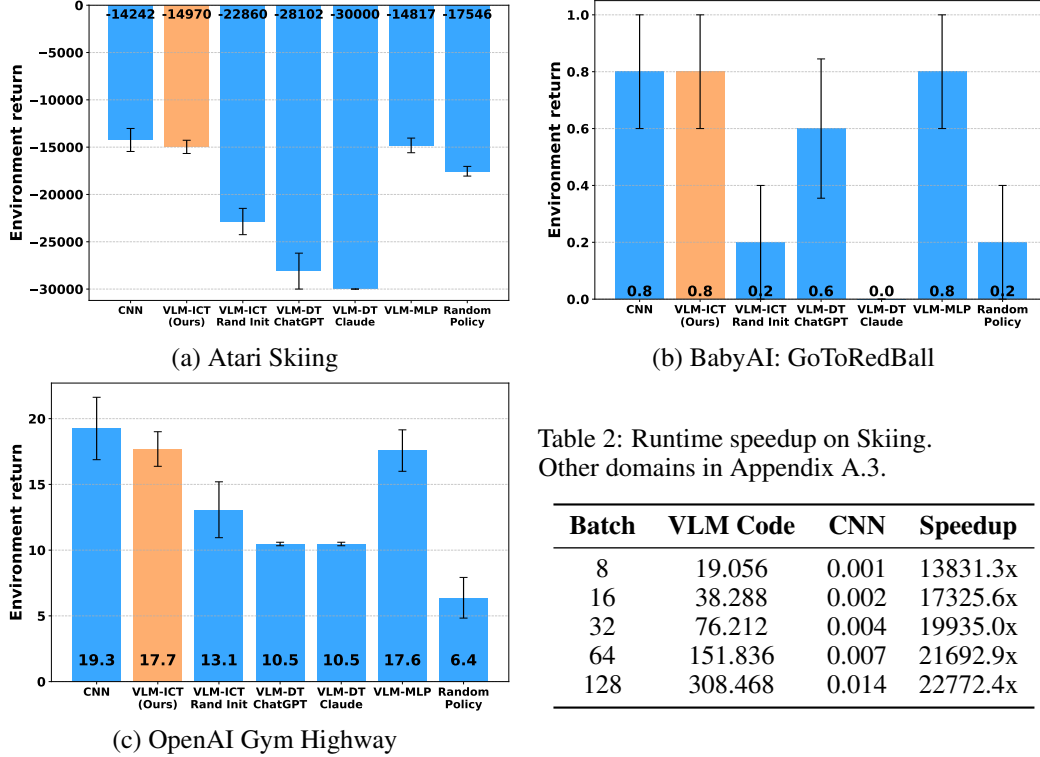 0
-5000
-10000
-15000
-20000
-25000
-30000
Environment return
-14242 -14970 -22860 -28102 -30000 -14817 -17546
CNN VLM-ICT VLM-ICT VLM-DT VLM-DT VLM-MLP Random
(Ours) Rand Init ChatGPT Claude Policy
(a) Atari Skiing
1.0
0.8
0.6
0.4
0.2
0.0
Environment return
0.8 0.8 0.2 0.6 0.0 0.8 0.2
CNN VLM-ICT VLM-ICT VLM-DT VLM-DT VLM-MLP Random
(Ours) Rand Init ChatGPT Claude Policy
(b) BabyAI: GoToRedBall
20
15
10
5
0
Environment return
19.3 17.7 13.1 10.5 10.5 17.6 6.4
CNN VLM-ICT VLM-ICT VLM-DT VLM-DT VLM-MLP Random
(Ours) Rand Init ChatGPT Claude Policy
(c) OpenAI Gym Highway
Table 2: Runtime speedup on Skiing.
Other domains in Appendix A.3.
Batch VLM Code CNN Speedup
8 19.056 0.001 13831.3x
16 38.288 0.002 17325.6x
32 76.212 0.004 19935.0x
64 151.836 0.007 21692.9x
128 308.468 0.014 22772.4x